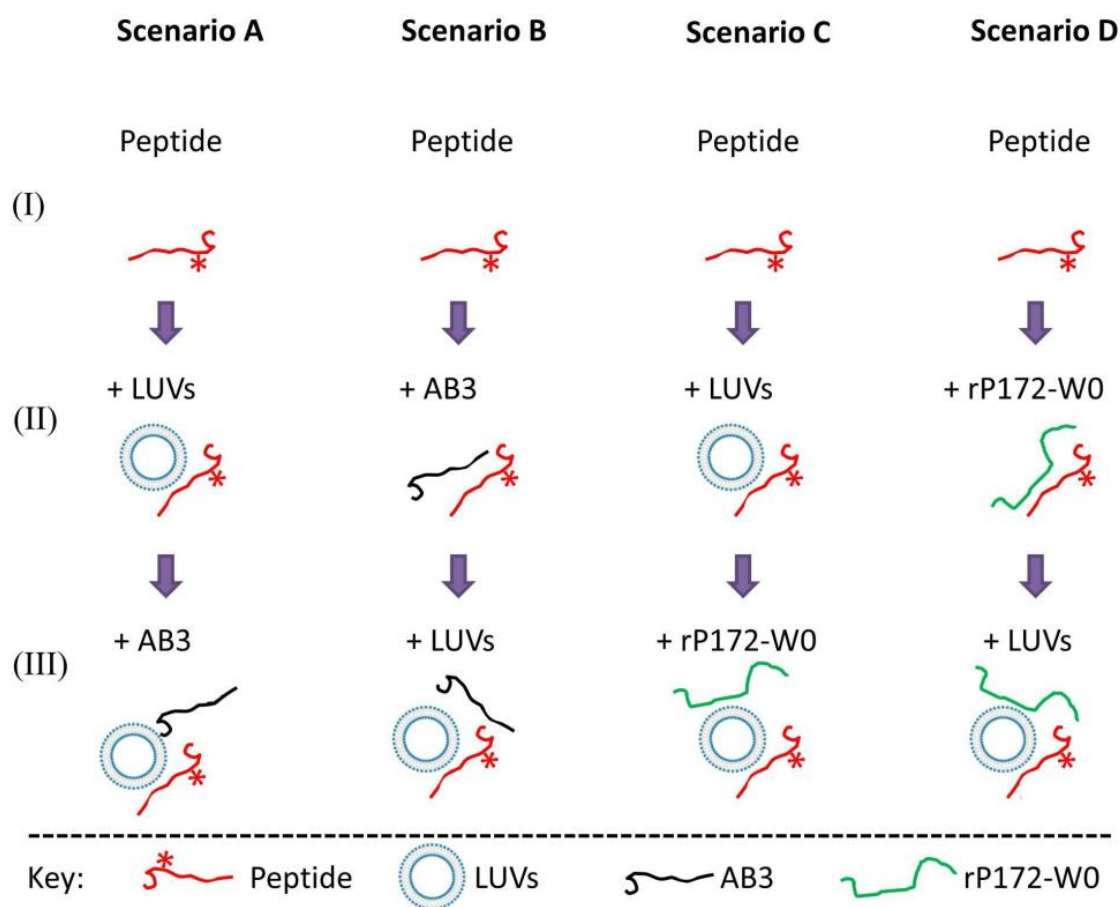 Scenario A Scenario B Scenario C Scenario D
Peptide Peptide Peptide Peptide
(I)
+ LUVs + AB3 + LUVs + rP172-W0
(II)
+ AB3 + LUVs + rP172-W0 + LUVs
(III)
Key: Peptide LUVs AB3 rP172-W0